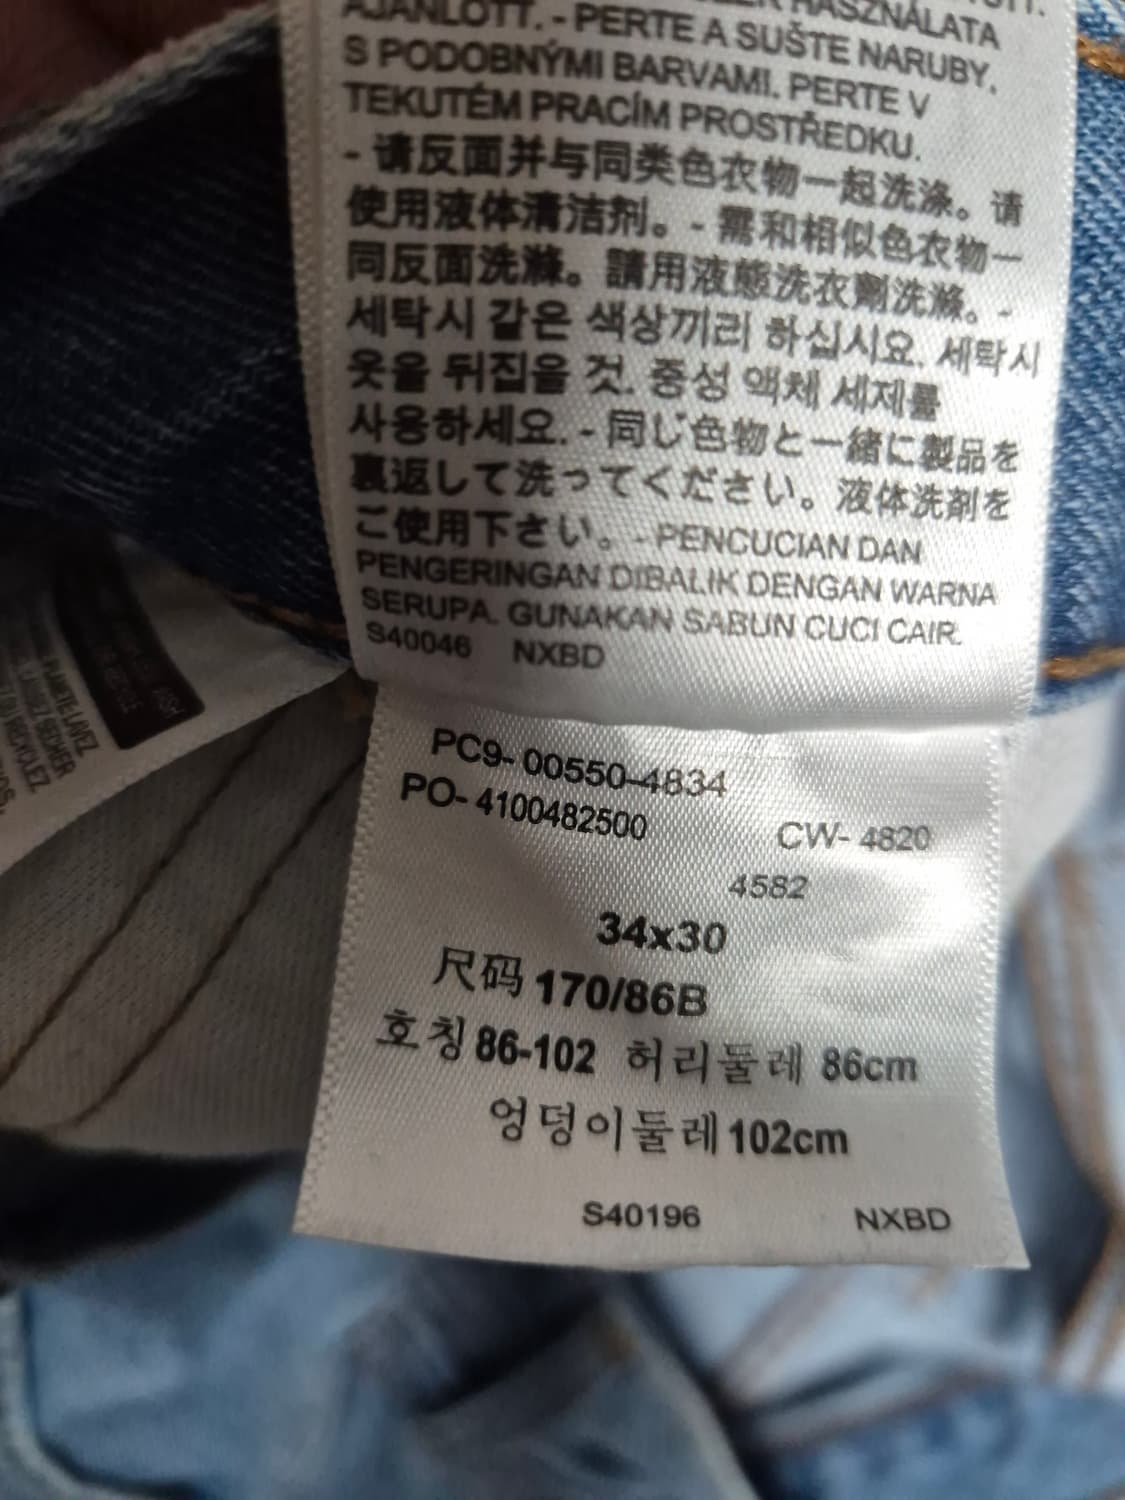 AJÁNLOTT. - PERTE A SUŠTE NARUBY,
HASZNÁLATA
S PODOBNÝMI BARVAMI. PERTE V
TEKUTÉM PRACÍM PROSTŘEDKU.
- 请反面并与同类色衣物一起洗涤。请
使用液体清洁剂。- 需和相似色衣物一
同反面洗滌。請用液態洗衣劑洗滌。-
세탁시 같은 색상끼리 하십시요. 세탁시
옷을 뒤집을 것. 중성 액체 세제를
사용하세요. - 同じ色物と一緒に製品を
裏返して洗ってください。液体洗剤を
ご使用下さい。- PENCUCIAN DAN
PENGERINGAN DIBALIK DENGAN WARNA
SERUPA. GUNAKAN SABUN CUCI CAIR.
S40046 NXBD
PLANETE-LAVEZ
LAVEZ
RECYCLEZ
PC9- 00550-4834
PO- 4100482500
CW- 4820
4582
34x30
尺码 170/86B
호칭 86-102 허리둘레 86cm
엉덩이둘레 102cm
S40196 NXBD